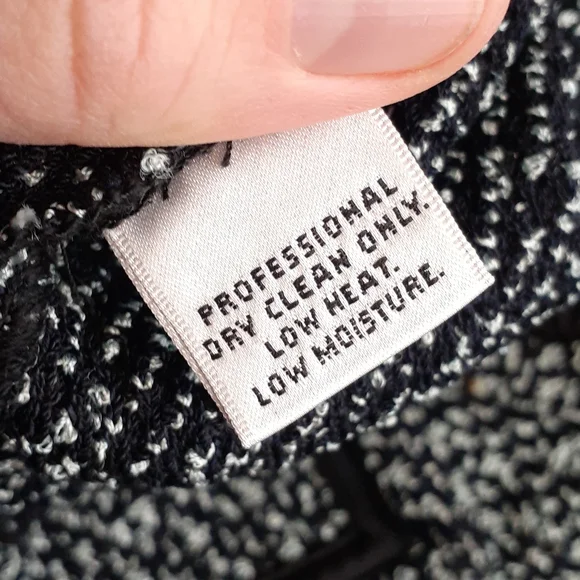 PROFESSIONAL
DRY CLEAN ONLY.
LOW HEAT.
LOW MOISTURE.